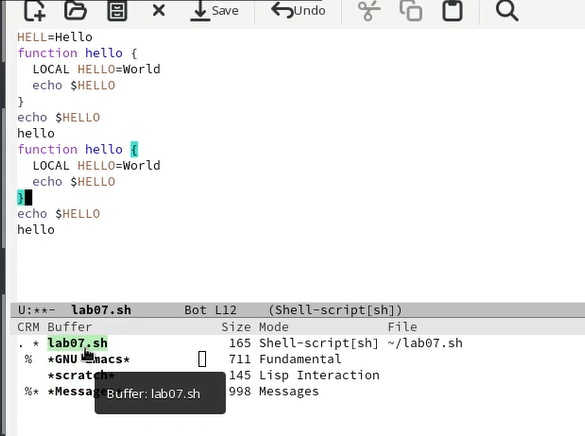 Save Undo
HELL=Hello
function hello {
  LOCAL HELLO=World
  echo $HELLO
}
echo $HELLO
hello
function hello {
  LOCAL HELLO=World
  echo $HELLO
}
echo $HELLO
hello
U:**-  lab07.sh       Bot L12    (Shell-script[sh])
CRM Buffer                Size Mode             File
. * lab07.sh               165 Shell-script[sh] ~/lab07.sh
 %  *GNU Emacs*            711 Fundamental
    *scratch*              145 Lisp Interaction
 %* *Messag                998 Messages
Buffer: lab07.sh